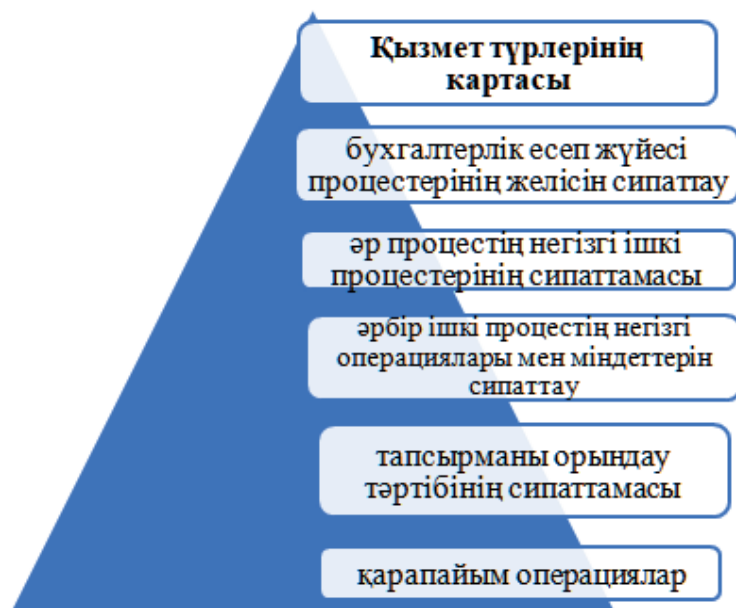 Қызмет түрлерінің
картасы
бухгалтерлік есеп жүйесі
процестерінің желісін сипаттау
әр процестің негізгі ішкі
процестерінің сипаттамасы
әрбір ішкі процестің негізгі
операциялары мен міндеттерін
сипаттау
тапсырманы орындау
тәртібінің сипаттамасы
қарапайым операциялар